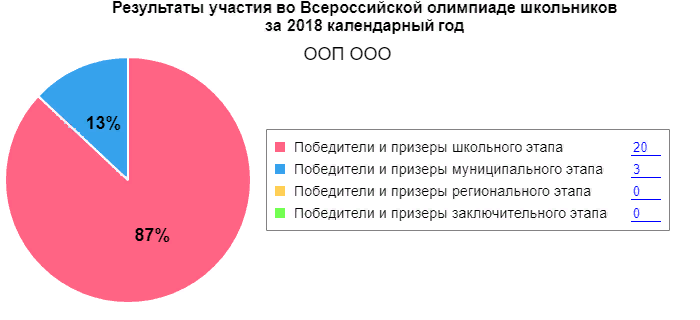 Результаты участия во Всероссийской олимпиаде школьников
за 2018 календарный год
ООП ООО
13%
87%
Победители и призеры школьного этапа 20
Победители и призеры муниципального этапа 3
Победители и призеры регионального этапа 0
Победители и призеры заключительного этапа 0